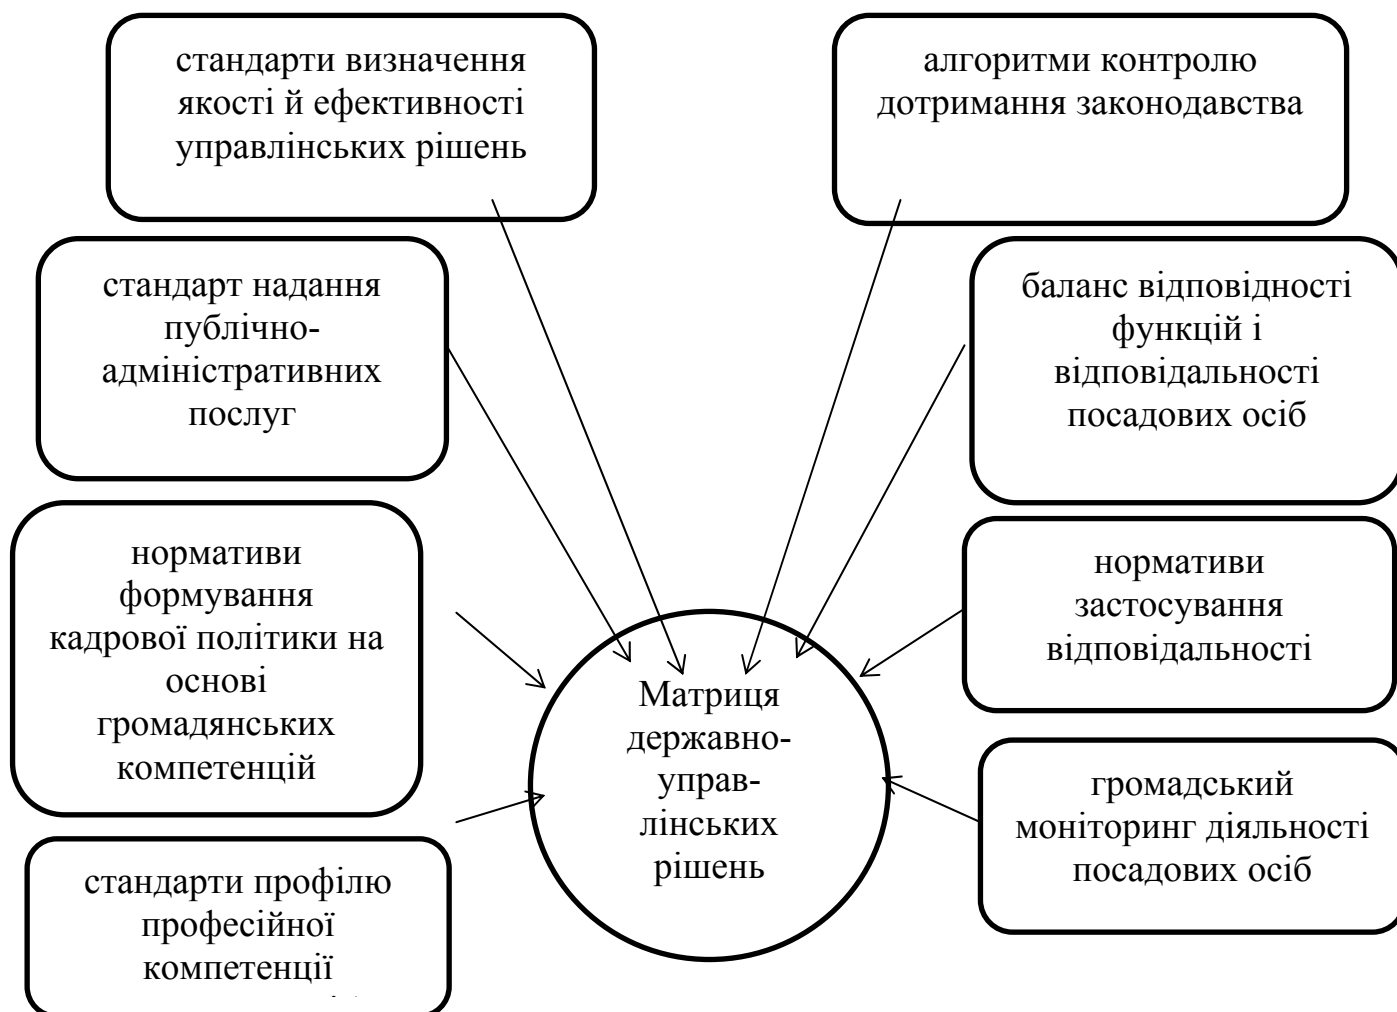 стандарти визначення
якості й ефективності
управлінських рішень
алгоритми контролю
дотримання законодавства
стандарт надання
публічно-
адміністративних
послуг
баланс відповідності
функцій і
відповідальності
посадових осіб
нормативи
формування
кадрової політики на
основі
громадянських
компетенцій
нормативи
застосування
відповідальності
Матриця
державно-
управ-
лінських
рішень
громадський
моніторинг діяльності
посадових осіб
стандарти профілю
професійної
компетенції